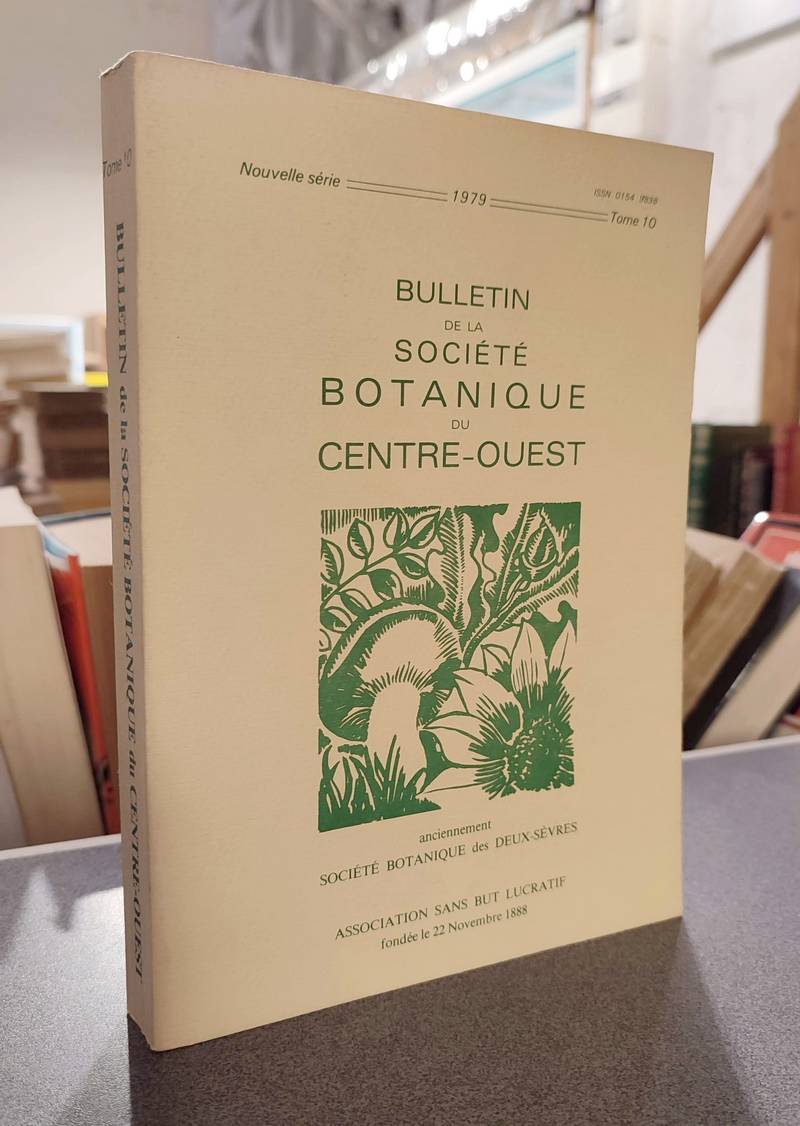 Nouvelle série
1979
ISSN 0154 9898
Tome 10
BULLETIN
DE LA
SOCIÉTÉ
BOTANIQUE
DU
CENTRE-OUEST
anciennement
SOCIÉTÉ BOTANIQUE des DEUX-SÈVRES
ASSOCIATION SANS BUT LUCRATIF
fondée le 22 Novembre 1888
Tome 10
BULLETIN de la SOCIÉTÉ BOTANIQUE du CENTRE-OUEST